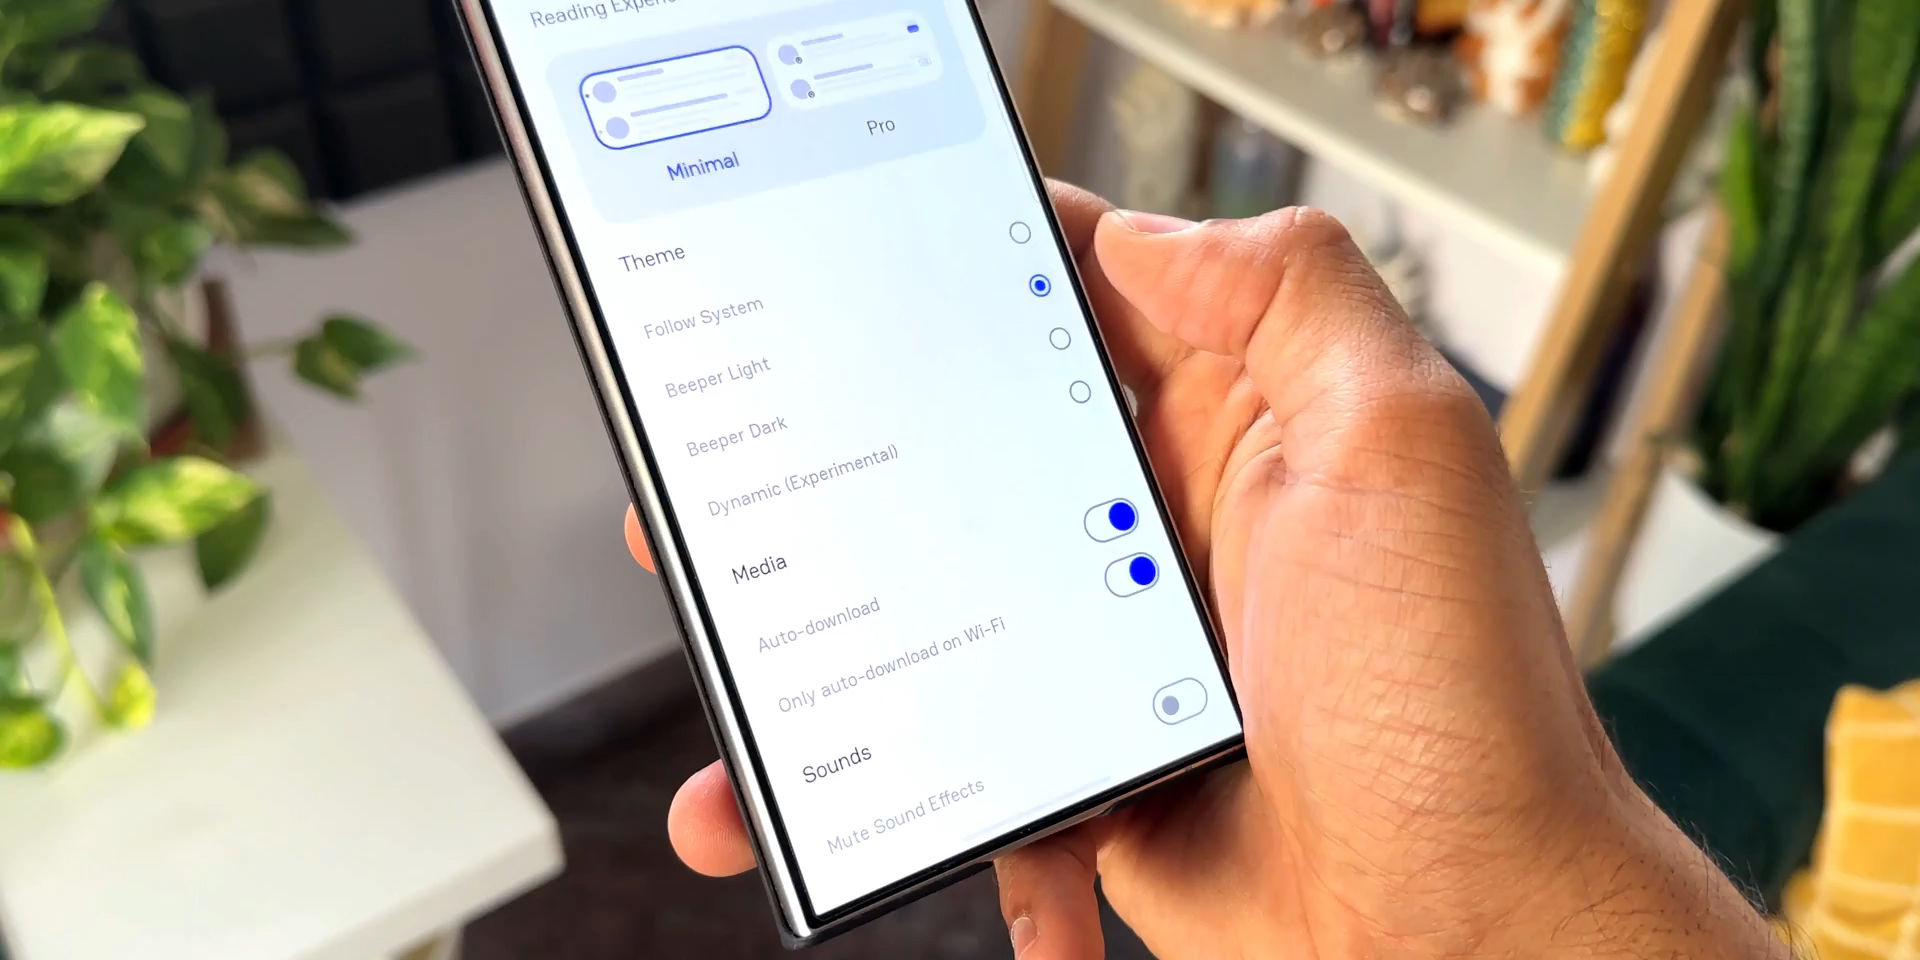 Reading
Minimal
Pro
Theme
Follow System
Beeper Light
Beeper Dark
Dynamic (Experimental)
Media
Auto-download
Only auto-download on Wi-Fi
Sounds
Mute Sound Effects